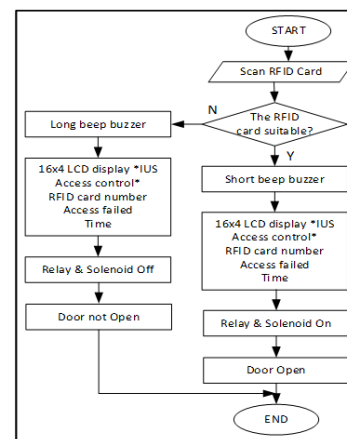 START
Scan RFID Card
The RFID
card suitable?
N
Y
Long beep buzzer
16x4 LCD display *IUS
Access control*
RFID card number
Access failed
Time
Relay & Solenoid Off
Door not Open
Short beep buzzer
16x4 LCD display *IUS
Access control*
RFID card number
Access failed
Time
Relay & Solenoid On
Door Open
END